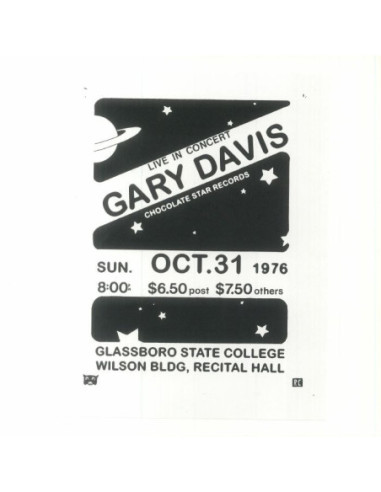 LIVE IN CONCERT
GARY DAVIS
CHOCOLATE STAR RECORDS
SUN. OCT.31 1976
8:00: $6.50 post $7.50 others
GLASSBORO STATE COLLEGE
WILSON BLDG, RECITAL HALL